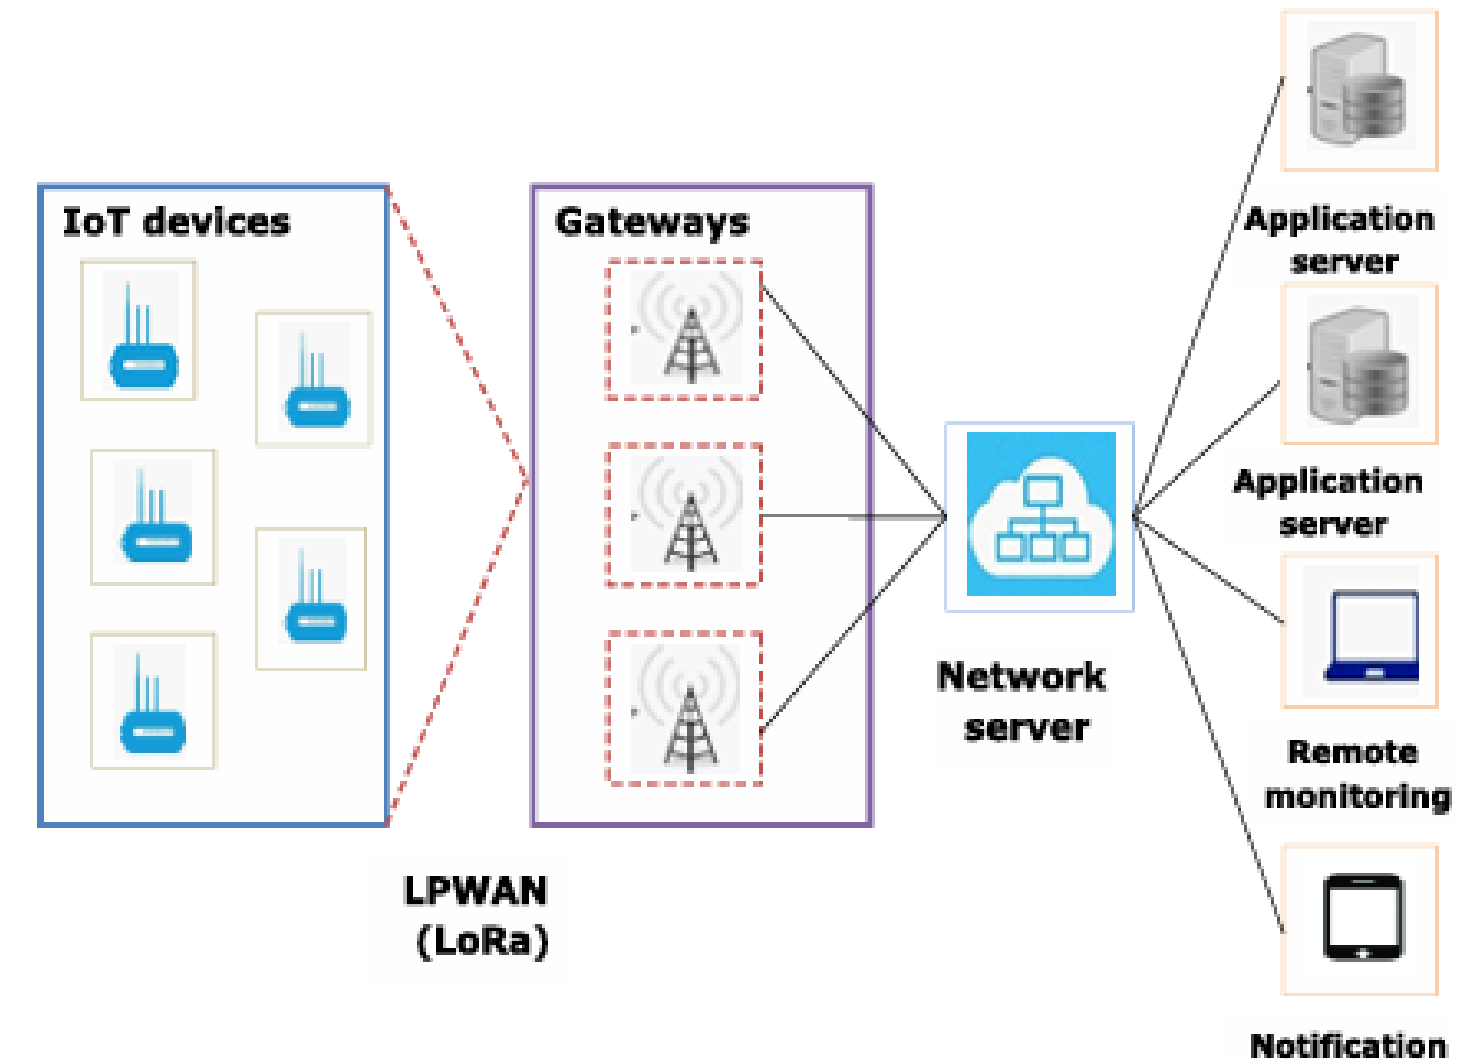 IoT devices
Gateways
LPWAN
(LoRa)
Network
server
Application
server
Application
server
Remote
monitoring
Notification